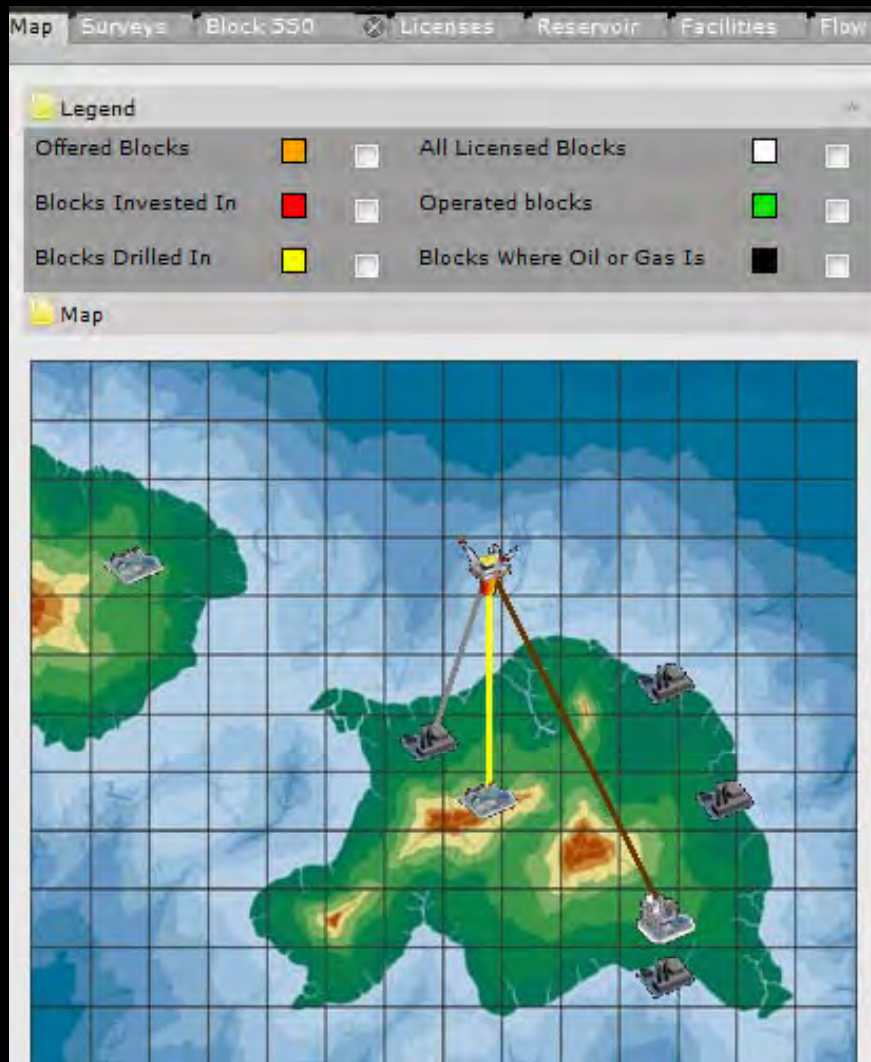 Map Surveys Block 550 Licenses Reservoir Facilities Flow
Legend
Offered Blocks All Licensed Blocks
Blocks Invested In Operated blocks
Blocks Drilled In Blocks Where Oil or Gas Is
Map